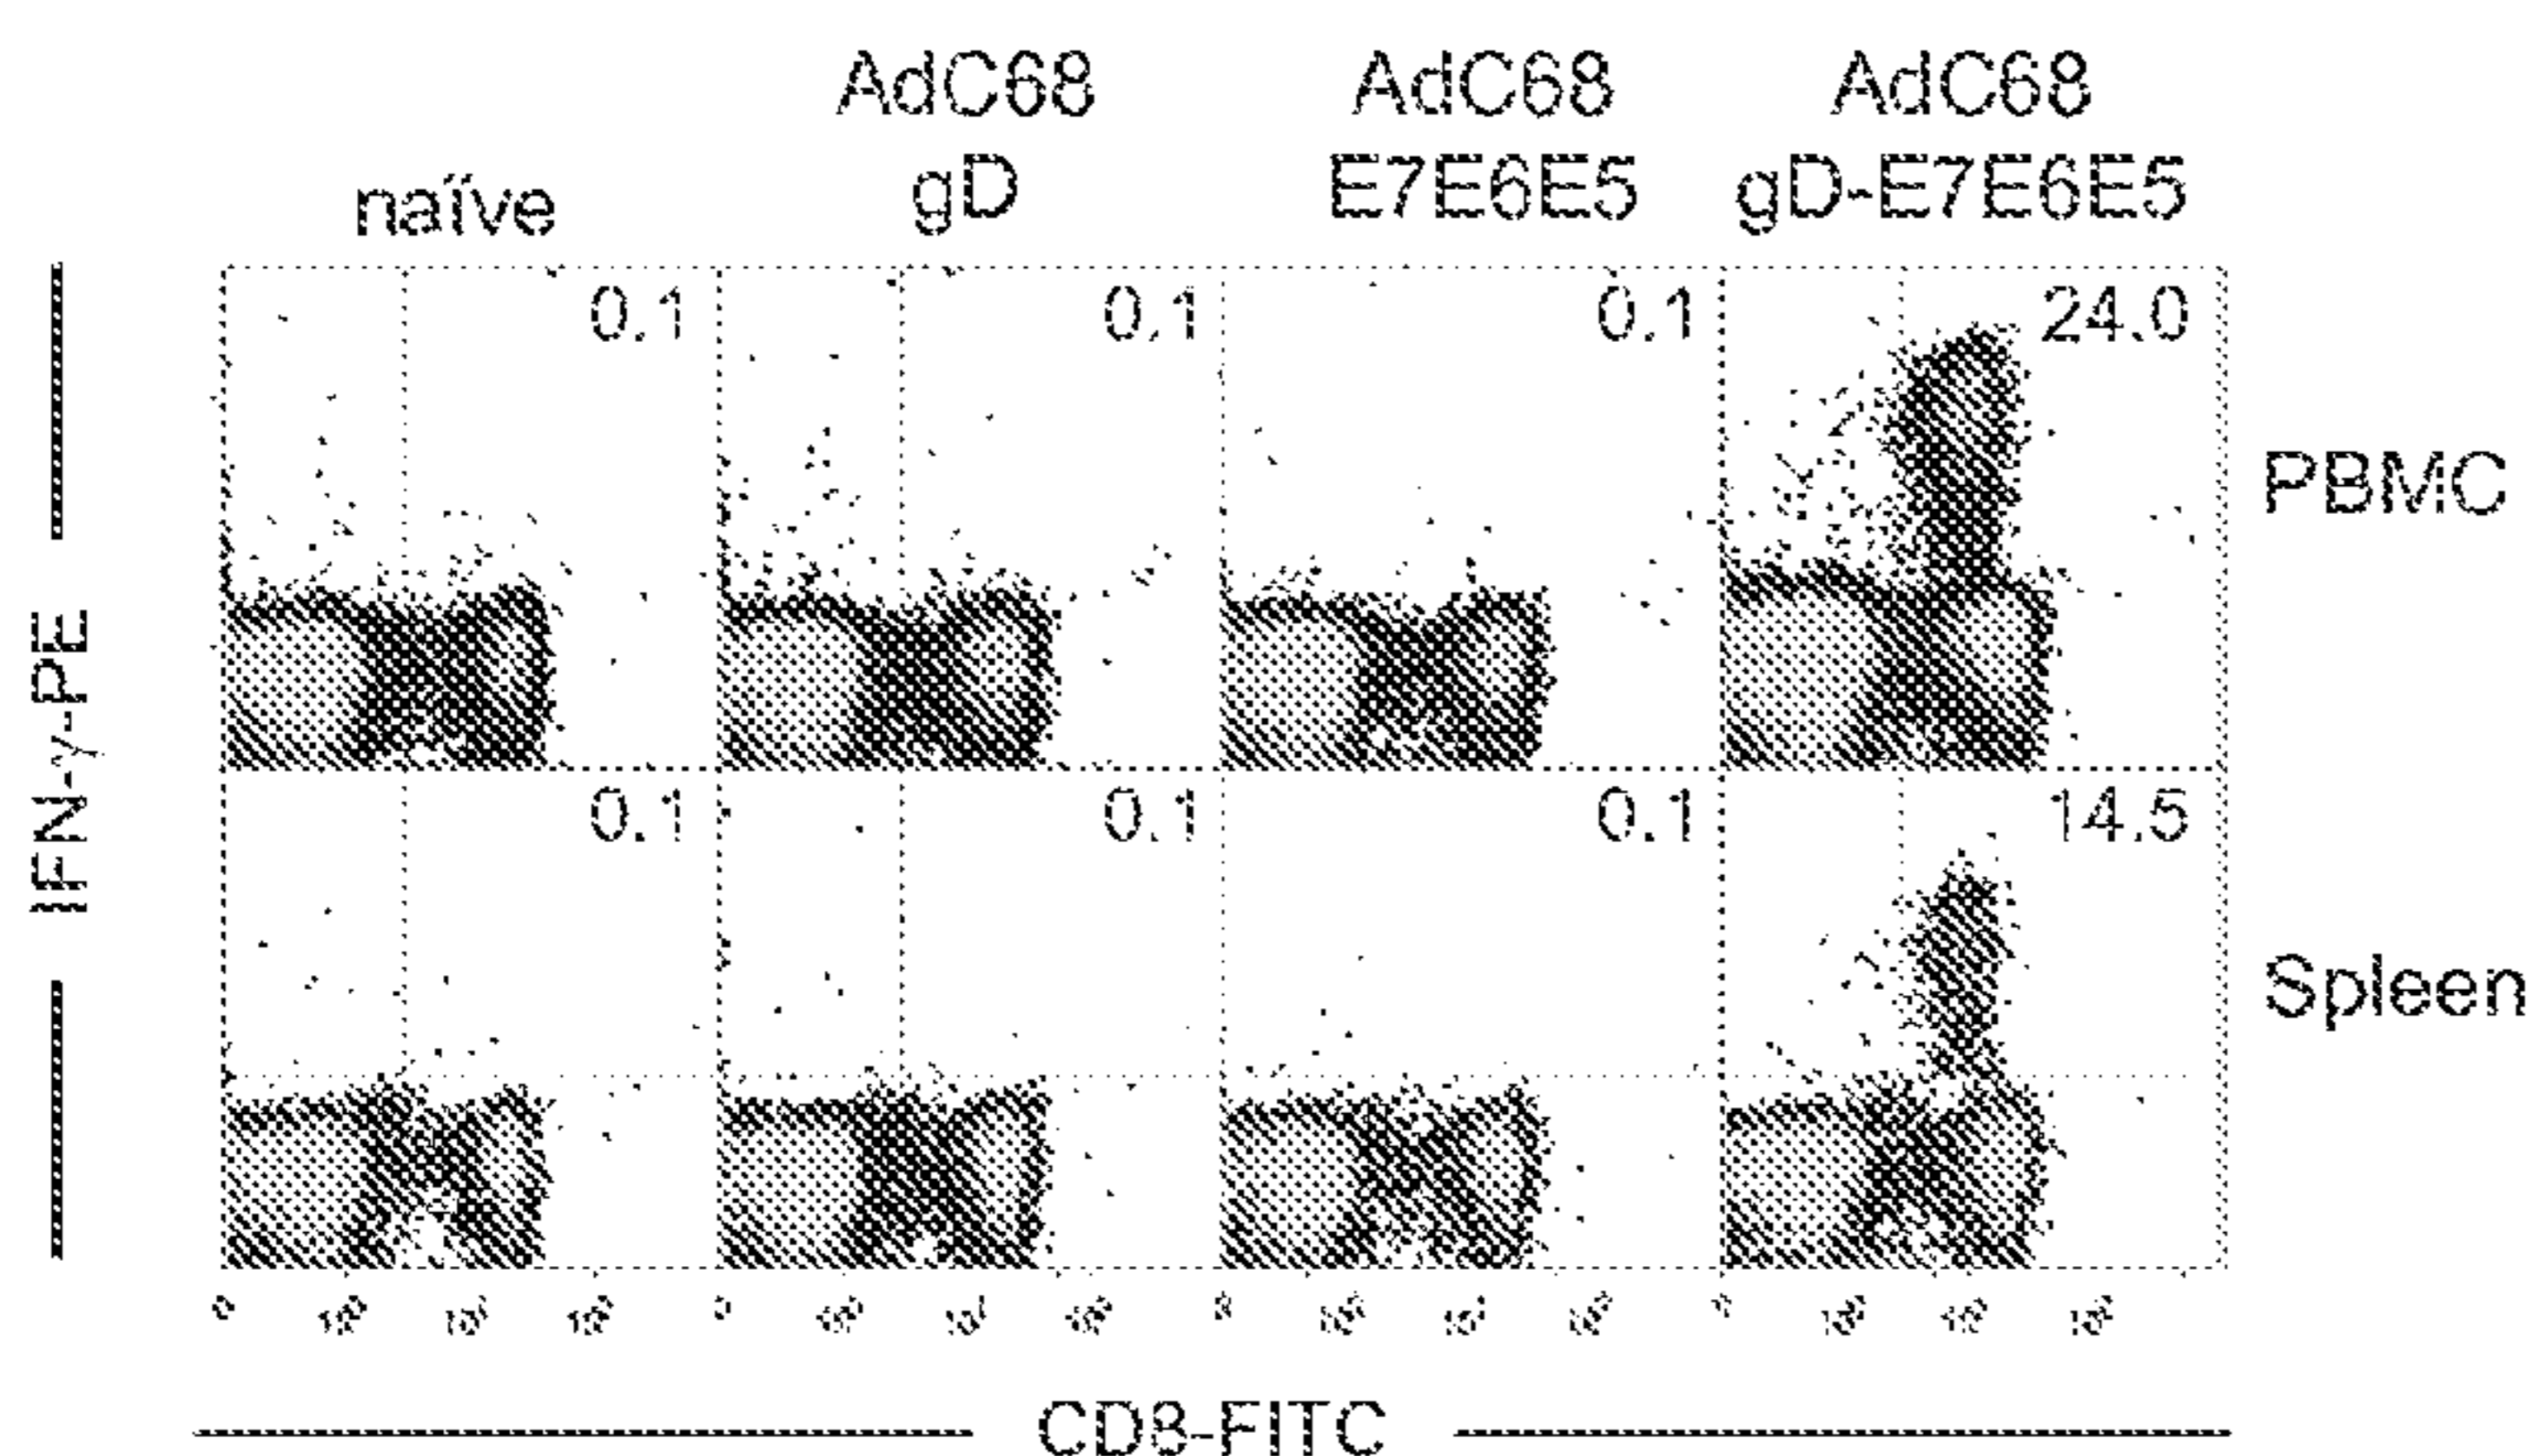 AdC68 AdC68 AdC68
naïve gD E7E6E5 gD-E7E6E5
0.1 0.1 0.1 24.0
PBMC
IFN-γ-PE
0.1 0.1 0.1 14.5
Spleen
CD8-FITC